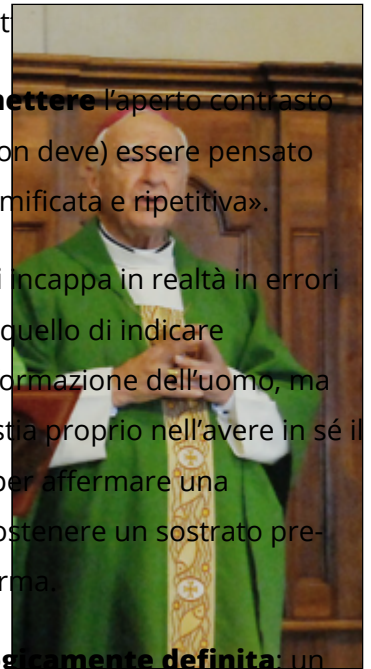 t
nettere l'aperto contrasto
on deve) essere pensato
mificata e ripetitiva».
i incappa in realtà in errori
quello di indicare
ormazione dell'uomo, ma
stia proprio nell'avere in sé il
per affermare una
ostenere un sostrato pre-
rma.
gicamente definita: un